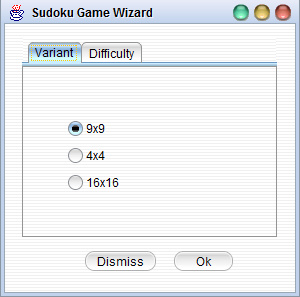 Sudoku Game Wizard
Variant Difficulty
9x9
4x4
16x16
Dismiss Ok